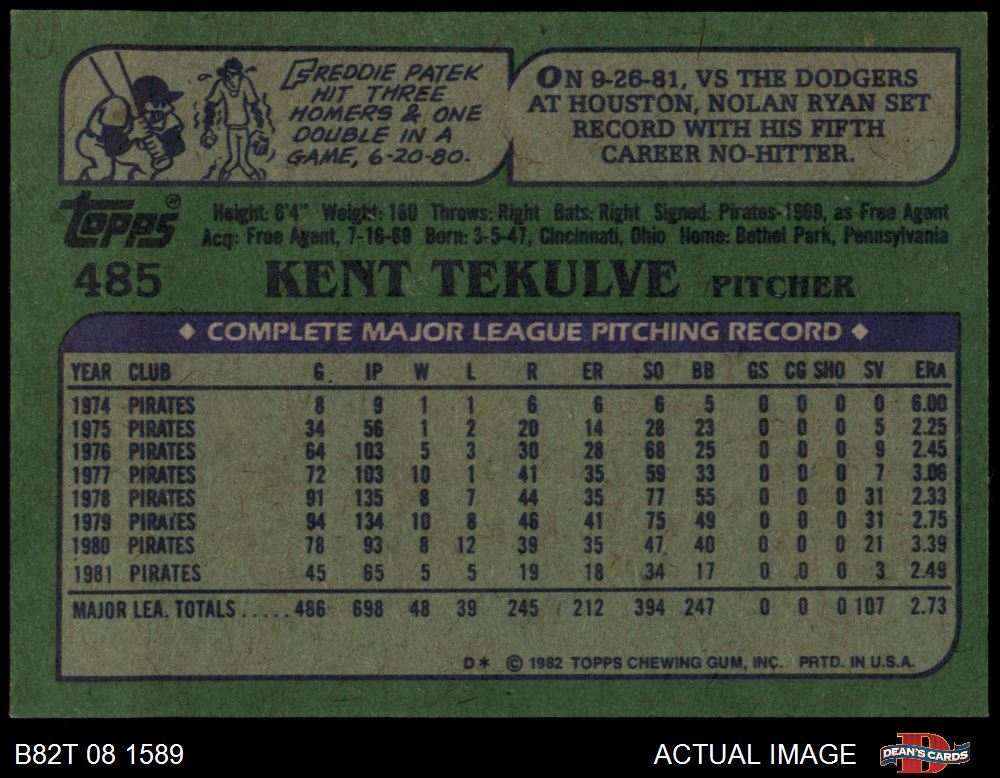 FREDDIE PATEK
HIT THREE
HOMERS & ONE
DOUBLE IN A
GAME, 6-20-80.
ON 9-26-81, VS THE DODGERS
AT HOUSTON, NOLAN RYAN SET
RECORD WITH HIS FIFTH
CAREER NO-HITTER.
Topps®
Height: 6'4" Weight: 160 Throws: Right Bats: Right Signed: Pirates-1969, as Free Agent
Acq: Free Agent, 7-16-69 Born: 3-5-47, Cincinnati, Ohio Home: Bethel Park, Pennsylvania
485 KENT TEKULVE PITCHER
◆ COMPLETE MAJOR LEAGUE PITCHING RECORD ◆
YEAR CLUB G IP W L R ER SO BB GS CG SHO SV ERA
1974 PIRATES 8 9 1 1 6 6 6 5 0 0 0 0 6.00
1975 PIRATES 34 56 1 2 20 14 28 23 0 0 0 5 2.25
1976 PIRATES 64 103 5 3 30 28 68 25 0 0 0 9 2.45
1977 PIRATES 72 103 10 1 41 35 59 33 0 0 0 7 3.06
1978 PIRATES 91 135 8 7 44 35 77 55 0 0 0 31 2.33
1979 PIRATES 94 134 10 8 46 41 75 49 0 0 0 31 2.75
1980 PIRATES 78 93 8 12 39 35 47 40 0 0 0 21 3.39
1981 PIRATES 45 65 5 5 19 18 34 17 0 0 0 3 2.49
MAJOR LEA. TOTALS ..... 486 698 48 39 245 212 394 247 0 0 0 107 2.73
D* © 1982 TOPPS CHEWING GUM, INC. PRTD. IN U.S.A.
B82T 08 1589 ACTUAL IMAGE DEAN'S CARDS